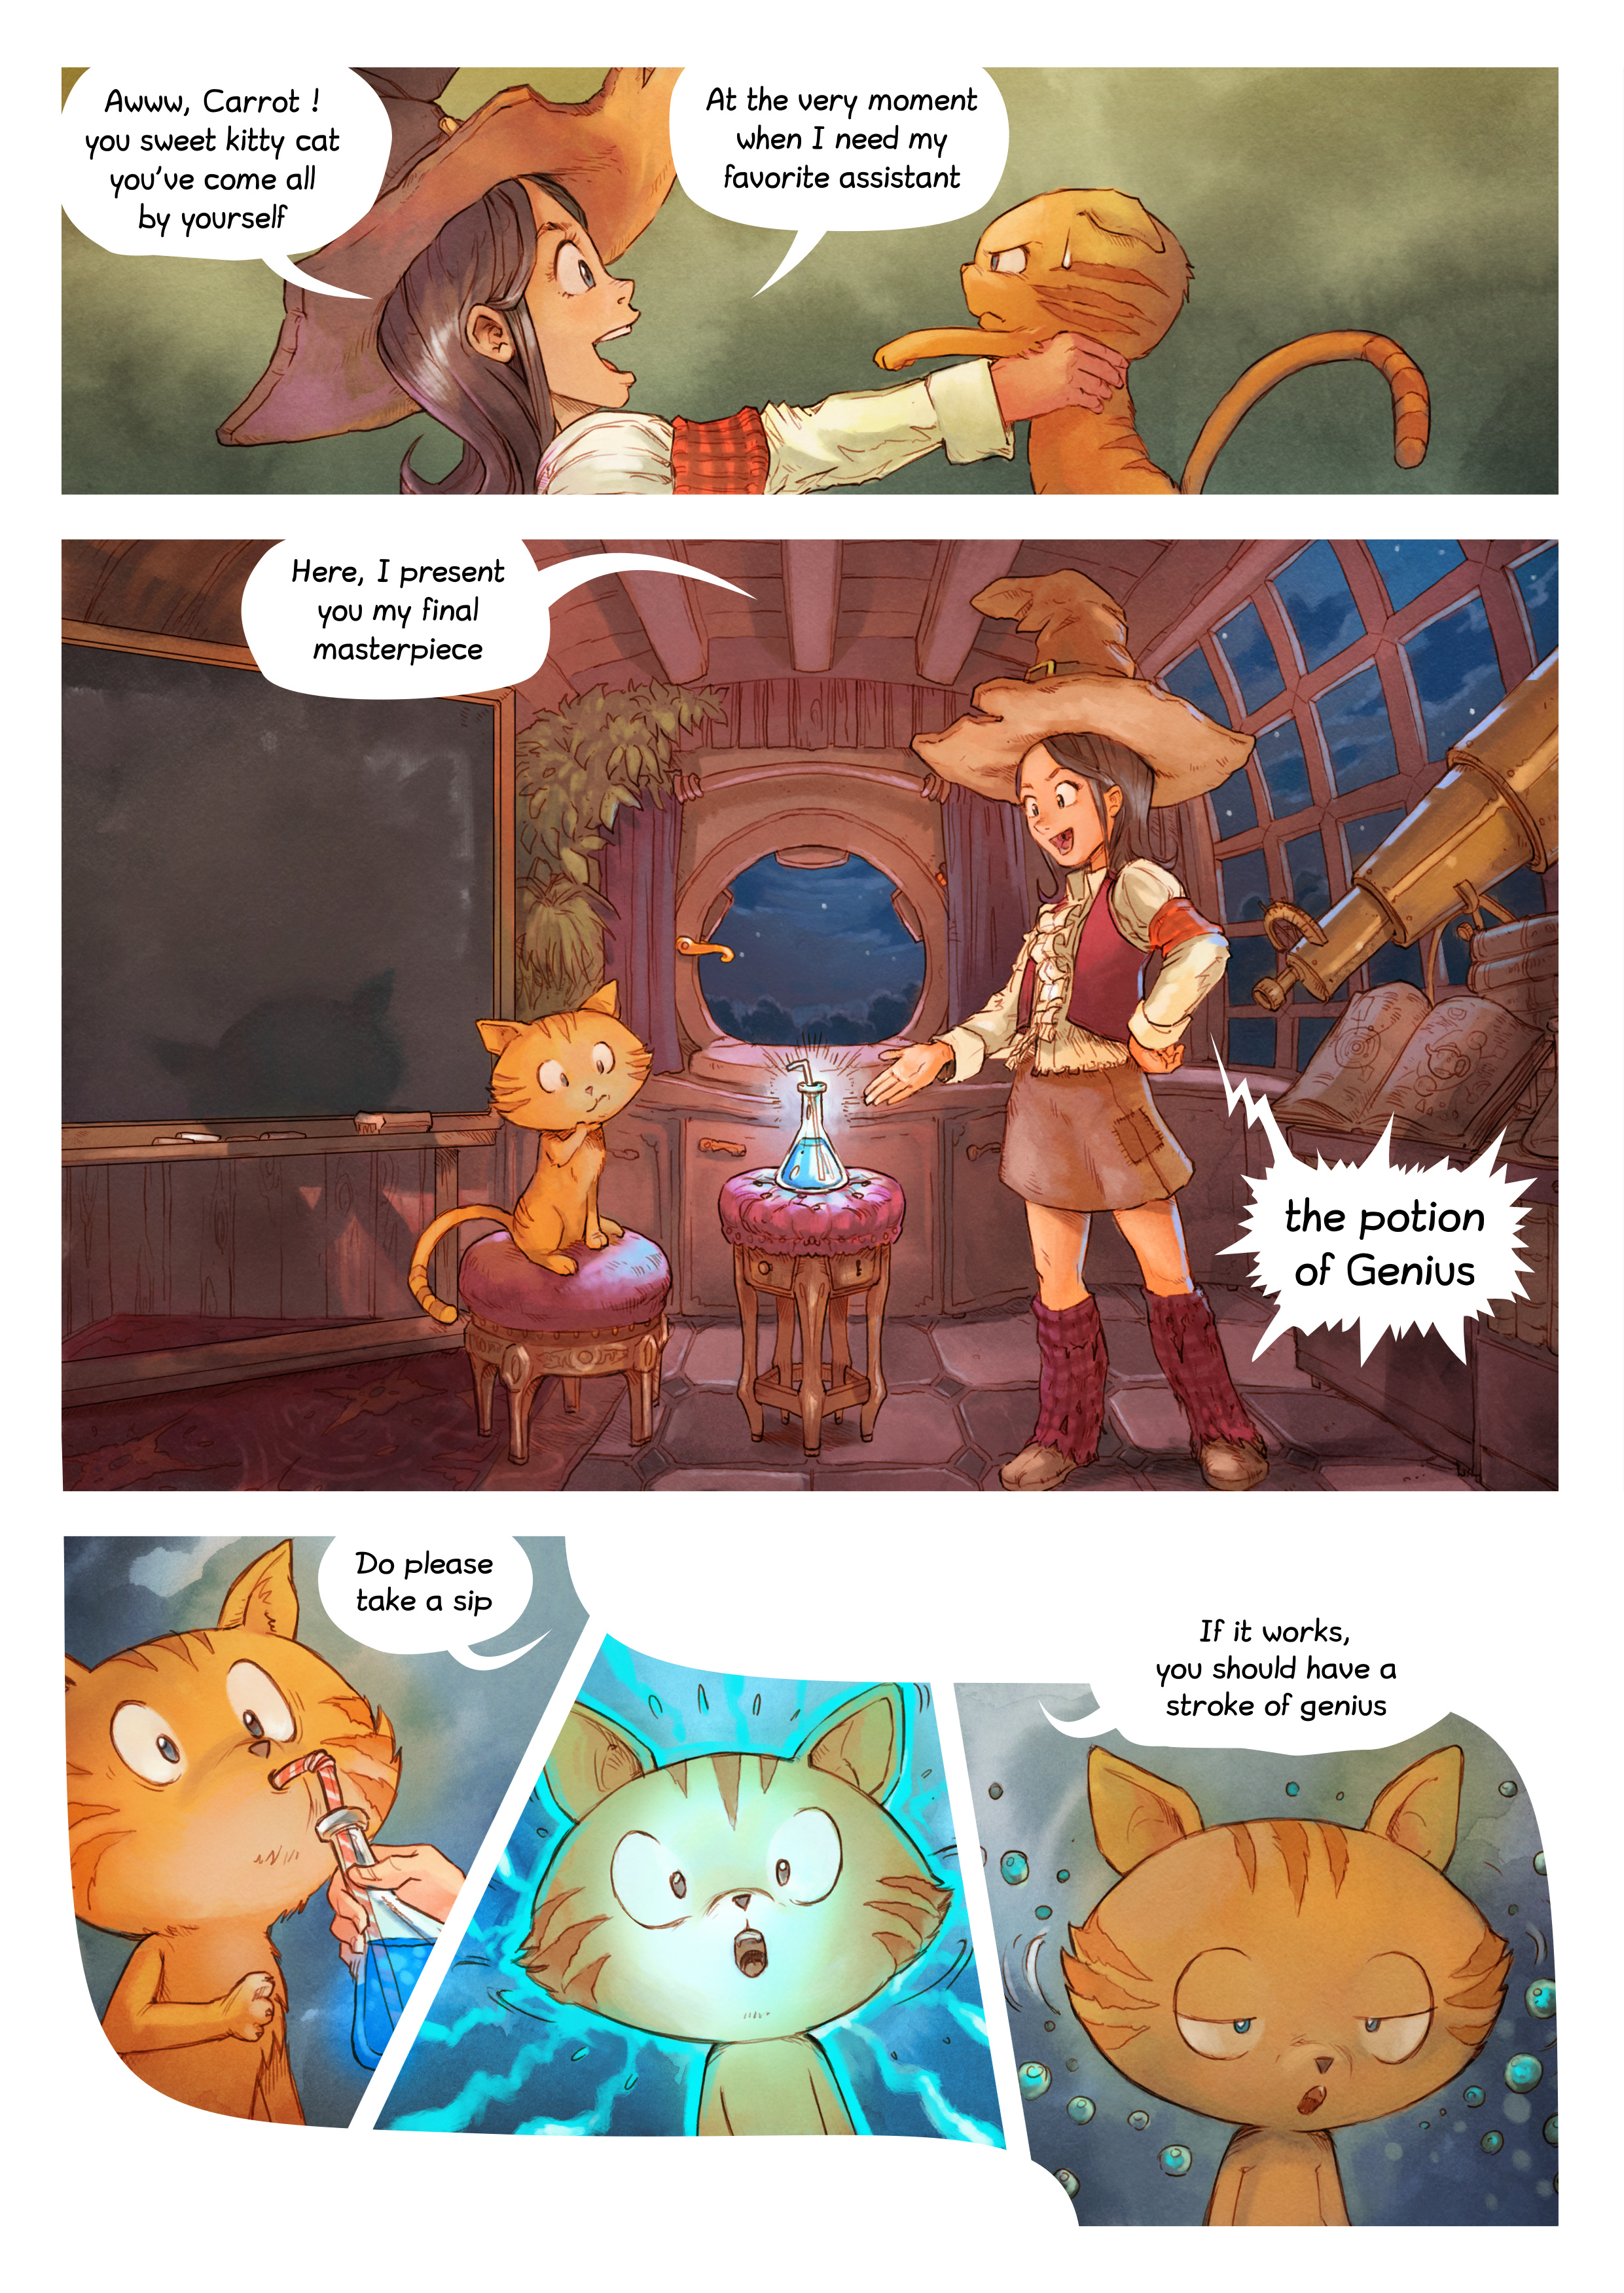 Awww, Carrot !
you sweet kitty cat
you've come all
by yourself
At the very moment
when I need my
favorite assistant
Here, I present
you my final
masterpiece
the potion
of Genius
Do please
take a sip
If it works,
you should have a
stroke of genius